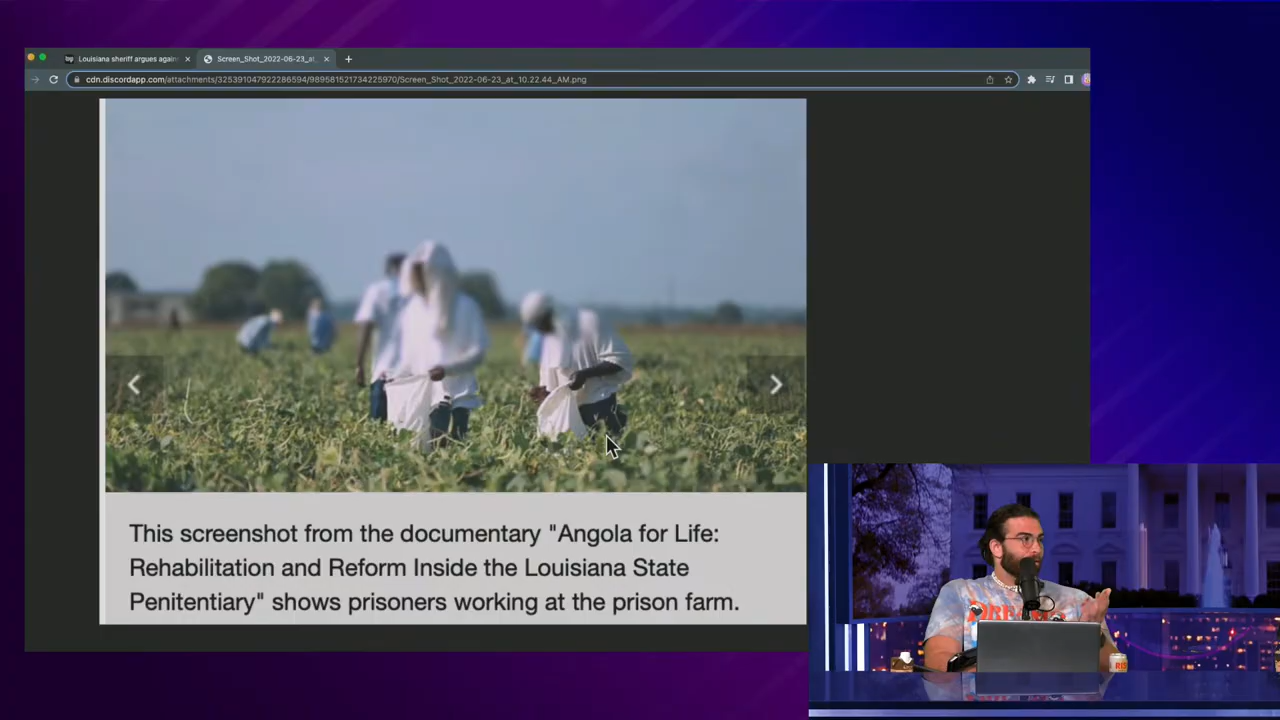 Louisiana sheriff argues again
Screen_Shot_2022-06-23_at_
cdn.discordapp.com/attachments/325391047922286594/989581521734225970/Screen_Shot_2022-06-23_at_10.22.44_AM.png
This screenshot from the documentary "Angola for Life:
Rehabilitation and Reform Inside the Louisiana State
Penitentiary" shows prisoners working at the prison farm.